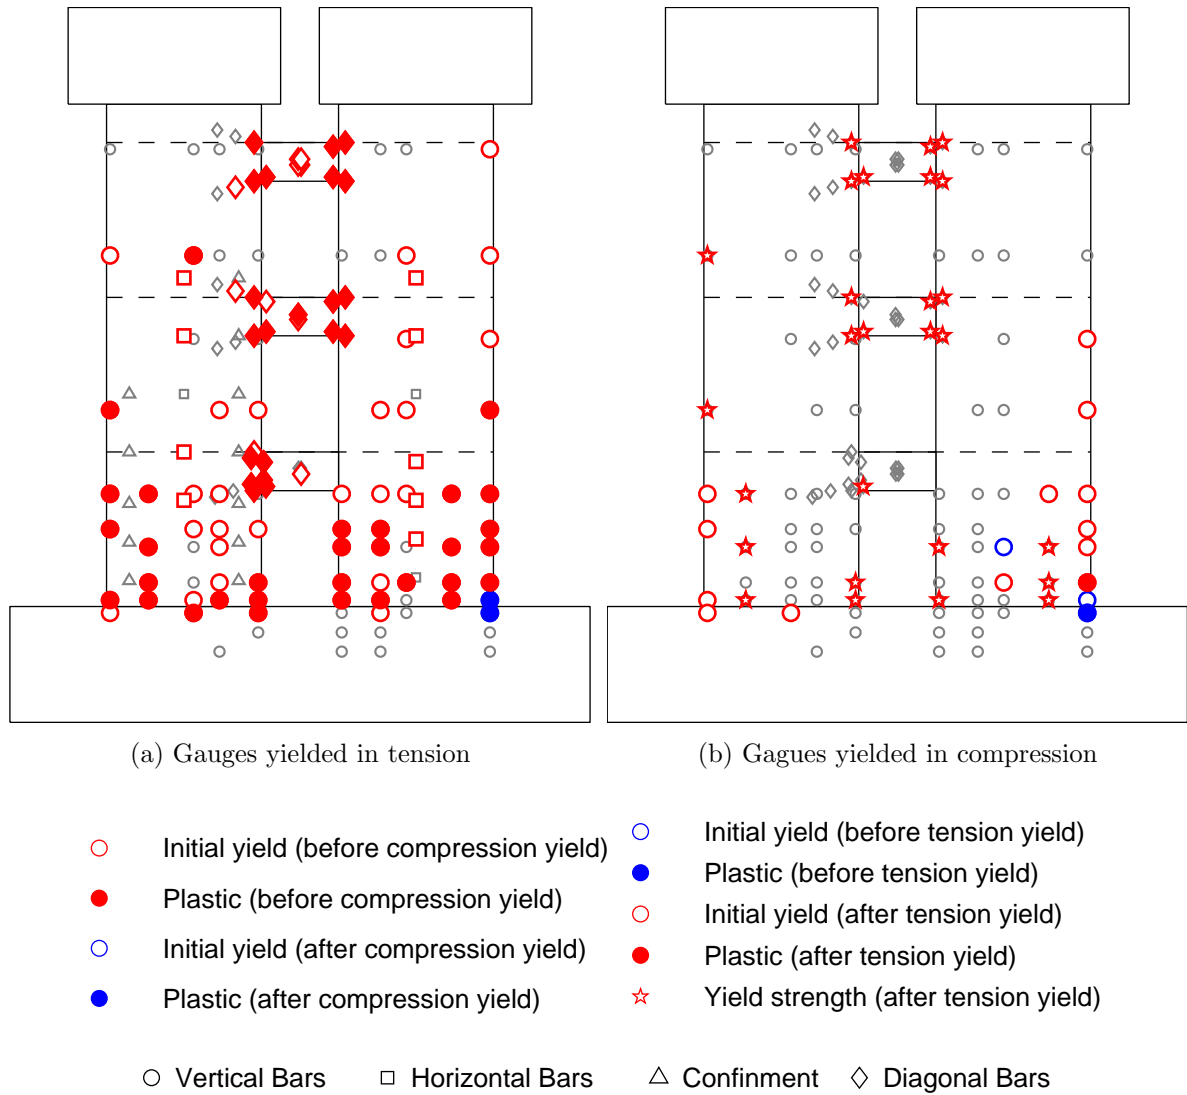 (a) Gauges yielded in tension
(b) Gagues yielded in compression
Initial yield (before compression yield)
Plastic (before compression yield)
Initial yield (after compression yield)
Plastic (after compression yield)
Initial yield (before tension yield)
Plastic (before tension yield)
Initial yield (after tension yield)
Plastic (after tension yield)
Yield strength (after tension yield)
Vertical Bars
Horizontal Bars
Confinment
Diagonal Bars